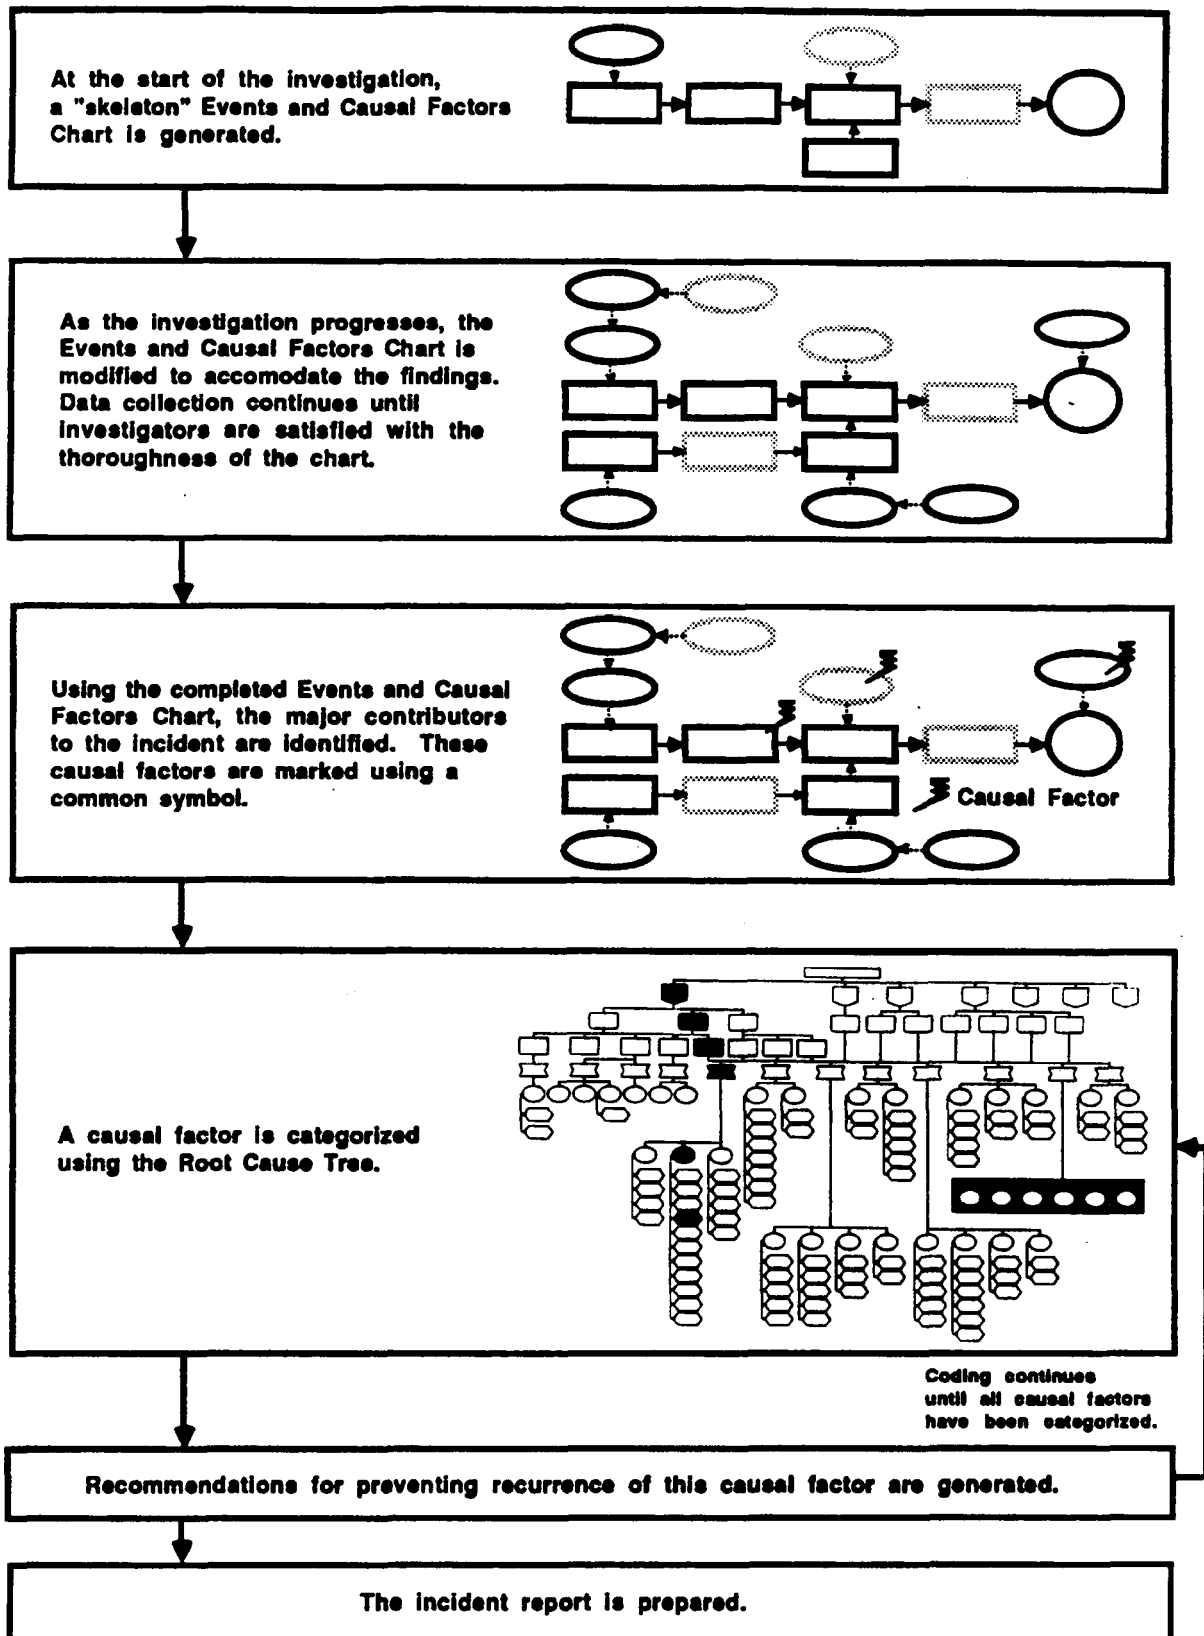 At the start of the investigation,
a "skeleton" Events and Causal Factors
Chart is generated.
As the investigation progresses, the
Events and Causal Factors Chart is
modified to accomodate the findings.
Data collection continues until
investigators are satisfied with the
thoroughness of the chart.
Using the completed Events and Causal
Factors Chart, the major contributors
to the incident are identified. These
causal factors are marked using a
common symbol.
Causal Factor
A causal factor is categorized
using the Root Cause Tree.
Coding continues
until all causal factors
have been categorized.
Recommendations for preventing recurrence of this causal factor are generated.
The incident report is prepared.